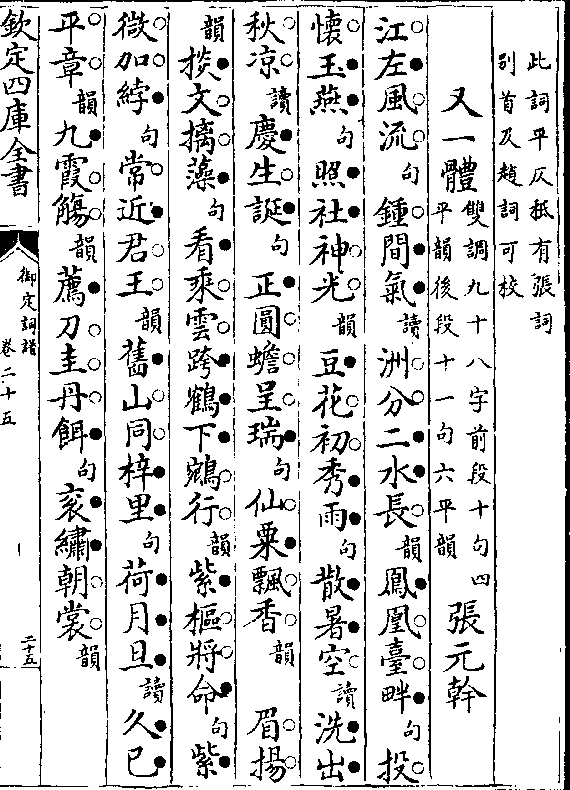 此詞平仄祇有張詞
别首及趙詞可校
又一體雙調九十八字前段十句四
平韻後段十一句六平韻張元幹
江左風流句鍾間氣讀洲分二水長韻鳳凰臺畔句投
懷玉燕句照社神光韻豆花初秀雨句散暑空讀洗出
秋涼讀慶生誕句正圓蟾呈瑞句仙粟飄香韻眉揚
韻掞文摛藻句看乘雲跨鶴下鵷行韻紫樞將命句紫
微加綍句常近君王韻舊山同梓里句荷月旦讀久已
平章韻九霞觴韻薦刀圭丹餌句衮繡朝裳韻
欽定四庫全書
御定詞譜
卷二十五
二十五